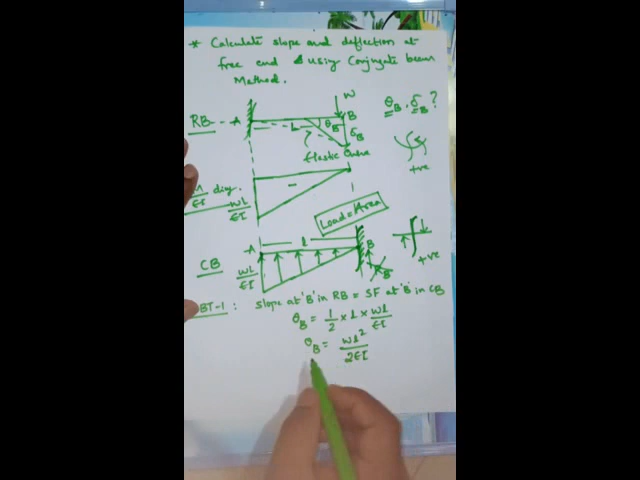 * Calculate slope and deflection at
free end using Conjugate beam
Method.
W
RB -- A
L
θB
B
δB
θB, δB ?
?
Elastic Curve
+ve
M/EI diag.
WL/EI
-
Load = Area
A
l
B
CB
WL/EI
+ve
BT-1 : Slope at 'B' in RB = SF at 'B' in CB
θB = 1/2 × l × Wl/EI
θB = Wl²/2EI